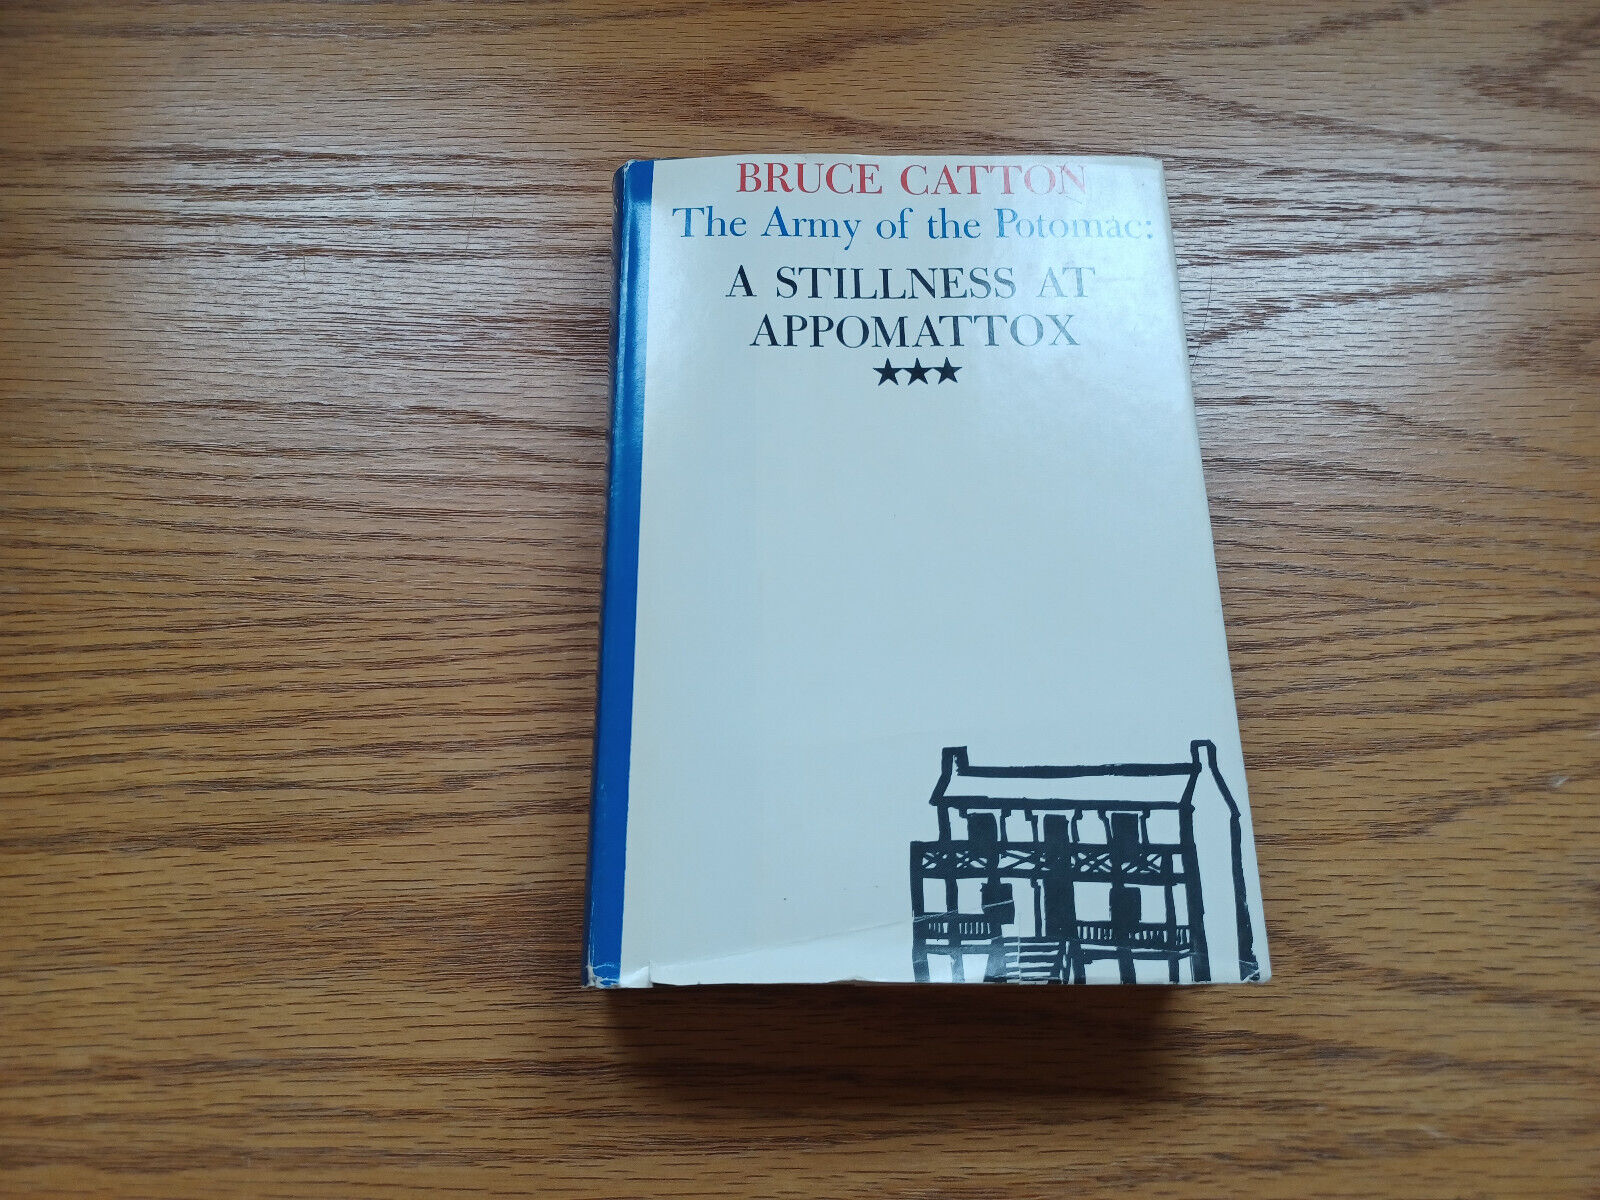 BRUCE CATTON
The Army of the Potomac:
A STILLNESS AT
APPOMATTOX
★★★